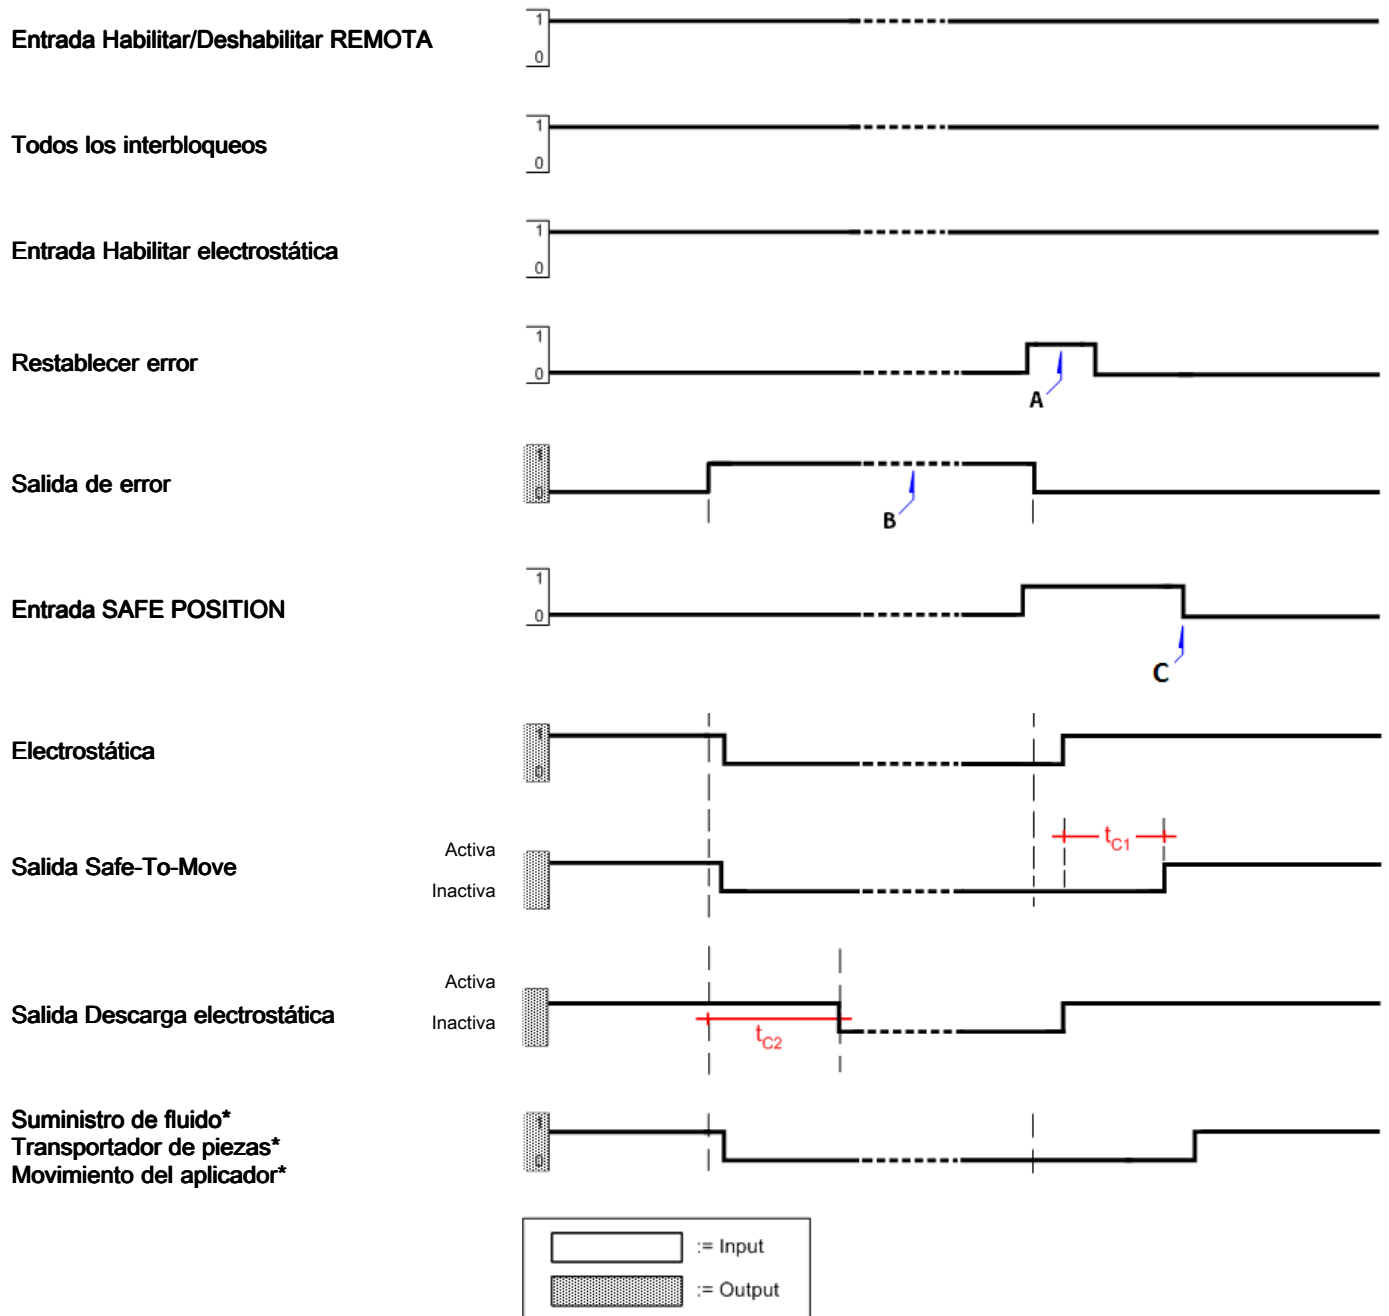 Entrada Habilitar/Deshabilitar REMOTA
1
0
Todos los interbloqueos
1
0
Entrada Habilitar electrostática
1
0
Restablecer error
1
0
A
Salida de error
1
0
B
Entrada SAFE POSITION
1
0
C
Electrostática
1
0
Salida Safe-To-Move
Activa
Inactiva
tC1
Salida Descarga electrostática
Activa
Inactiva
tC2
Suministro de fluido*
Transportador de piezas*
Movimiento del aplicador*
1
0
:= Input
:= Output